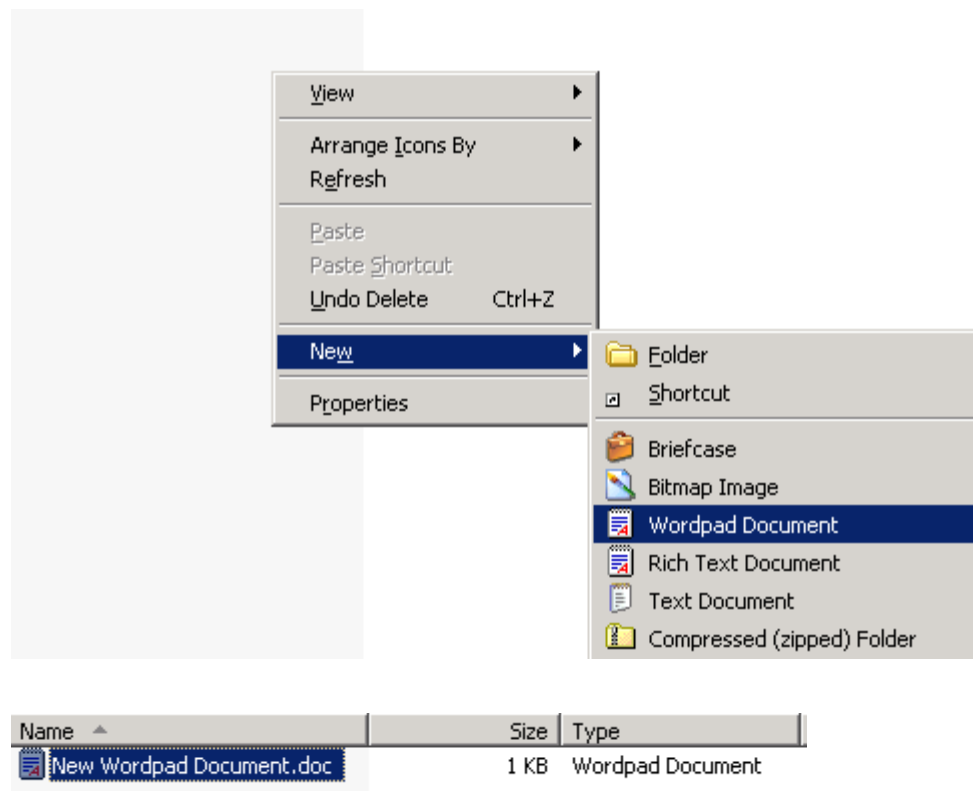 View
Arrange Icons By
Refresh
Paste
Paste Shortcut
Undo Delete Ctrl+Z
New
Properties
Folder
Shortcut
Briefcase
Bitmap Image
Wordpad Document
Rich Text Document
Text Document
Compressed (zipped) Folder
Name Size Type
New Wordpad Document.doc 1 KB Wordpad Document